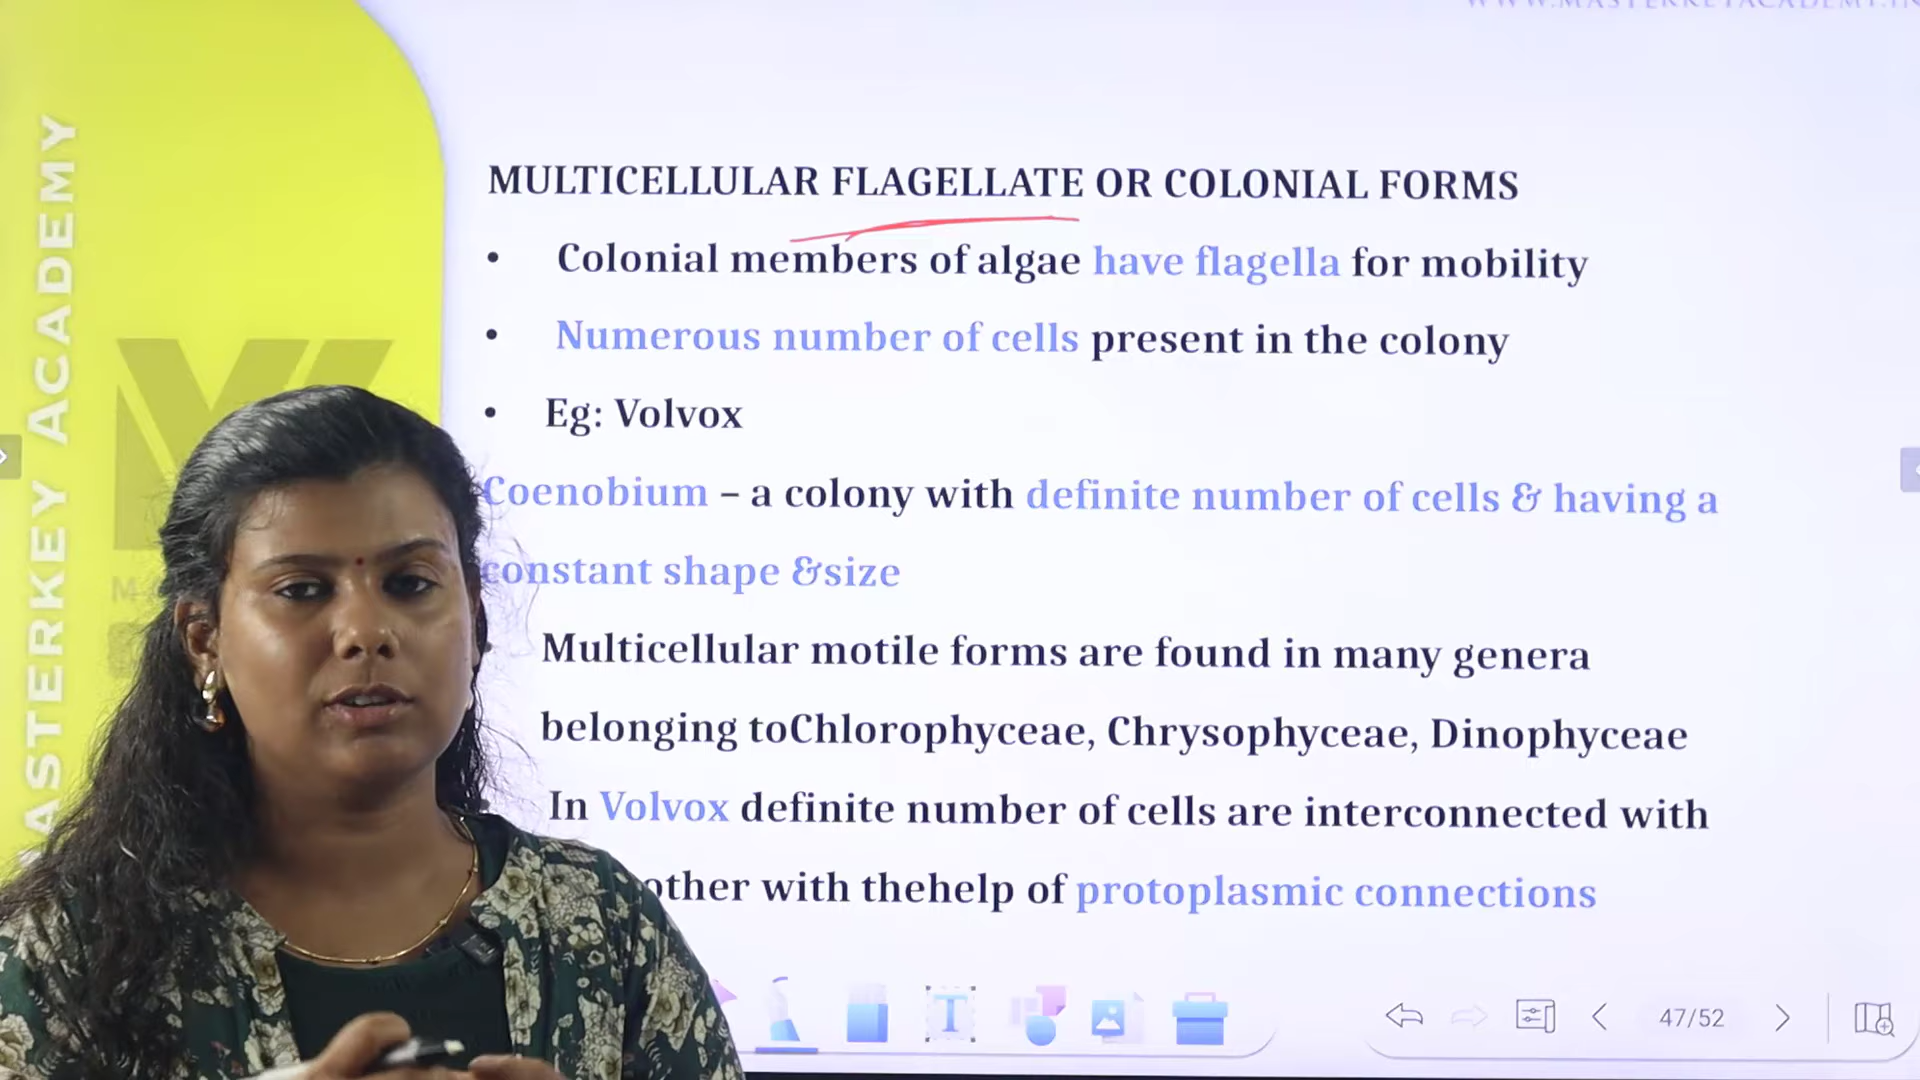 MULTICELLULAR FLAGELLATE OR COLONIAL FORMS
• Colonial members of algae have flagella for mobility
• Numerous number of cells present in the colony
• Eg: Volvox
Coenobium – a colony with definite number of cells & having a
constant shape &size
• Multicellular motile forms are found in many genera
belonging toChlorophyceae, Chrysophyceae, Dinophyceae
• In Volvox definite number of cells are interconnected with
other with thehelp of protoplasmic connections
ASTERKEY ACADEMY
T
47/52